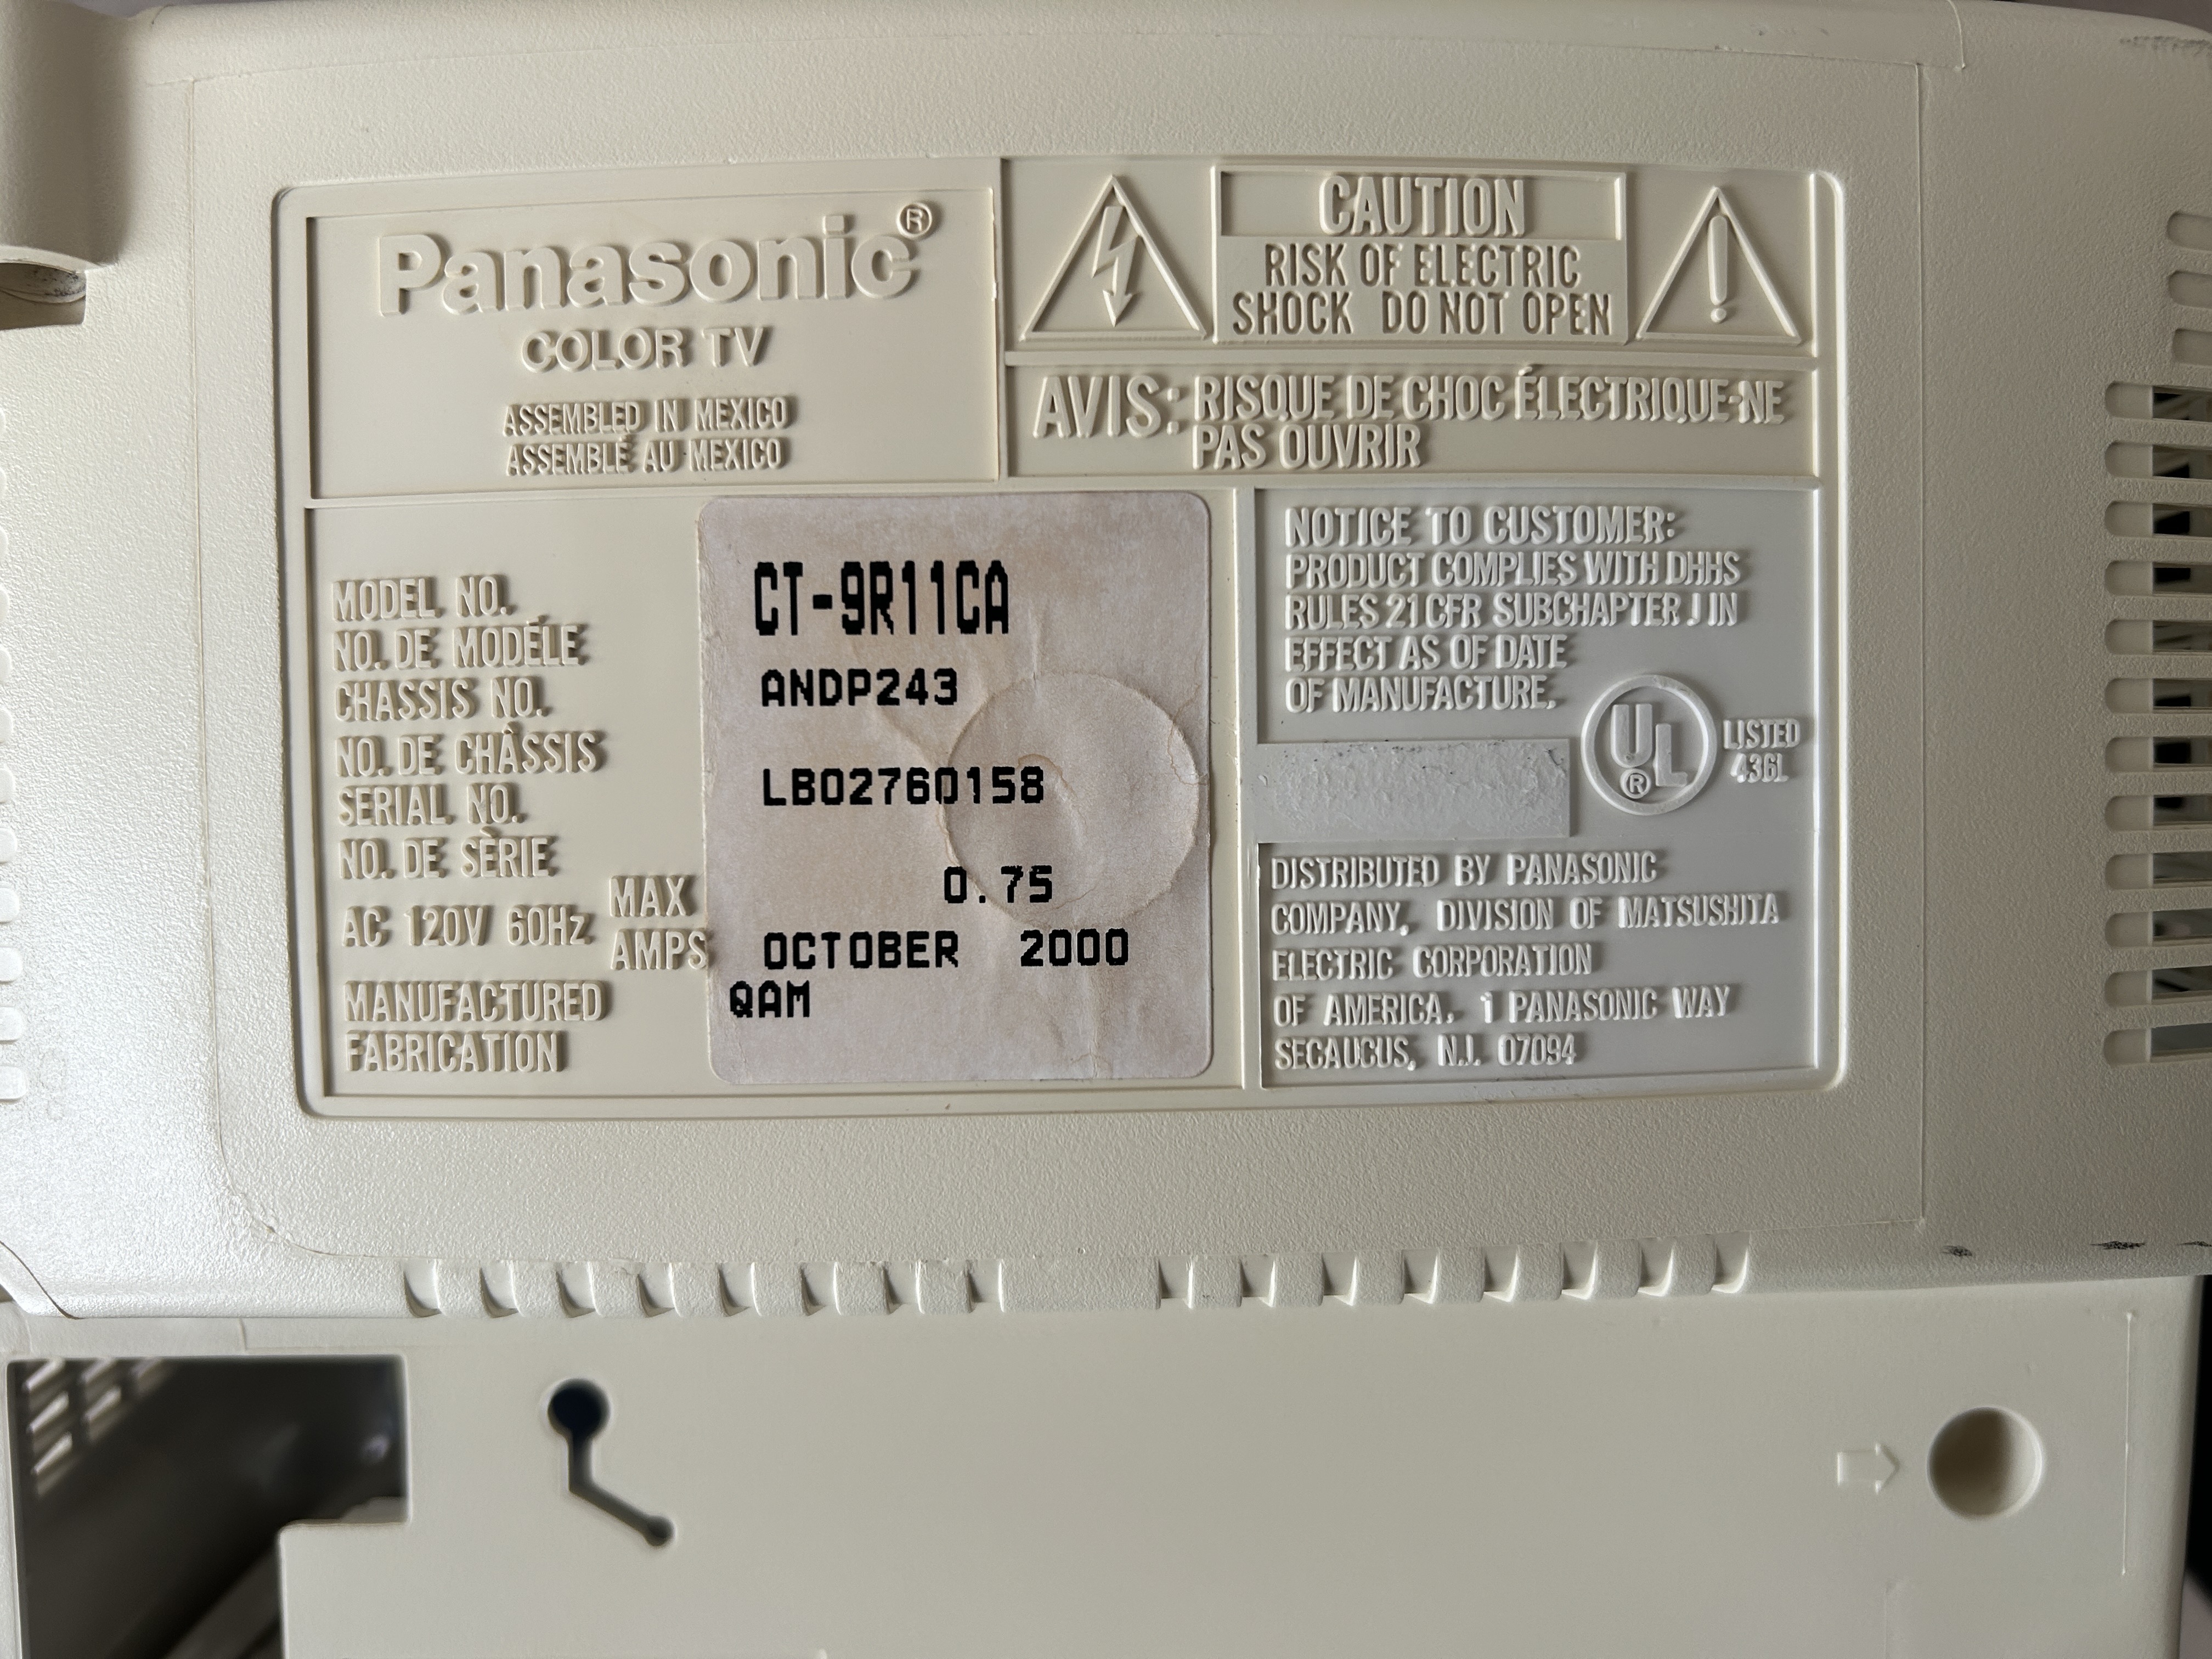 Panasonic®
COLOR TV
ASSEMBLED IN MEXICO
ASSEMBLÉ AU MEXICO
CAUTION
RISK OF ELECTRIC
SHOCK DO NOT OPEN
AVIS: RISQUE DE CHOC ÉLECTRIQUE-NE
PAS OUVRIR
MODEL NO.
NO. DE MODÉLE
CT-9R11CA
CHASSIS NO.
NO. DE CHÀSSIS
ANDP243
SERIAL NO.
NO. DE SÈRIE
LB02760158
AC 120V 60Hz MAX AMPS
0.75
MANUFACTURED
FABRICATION
OCTOBER 2000
QAM
NOTICE TO CUSTOMER:
PRODUCT COMPLIES WITH DHHS
RULES 21 CFR SUBCHAPTER J IN
EFFECT AS OF DATE
OF MANUFACTURE.
UL®
LISTED
436L
DISTRIBUTED BY PANASONIC
COMPANY, DIVISION OF MATSUSHITA
ELECTRIC CORPORATION
OF AMERICA. 1 PANASONIC WAY
SECAUCUS, N.J. 07094